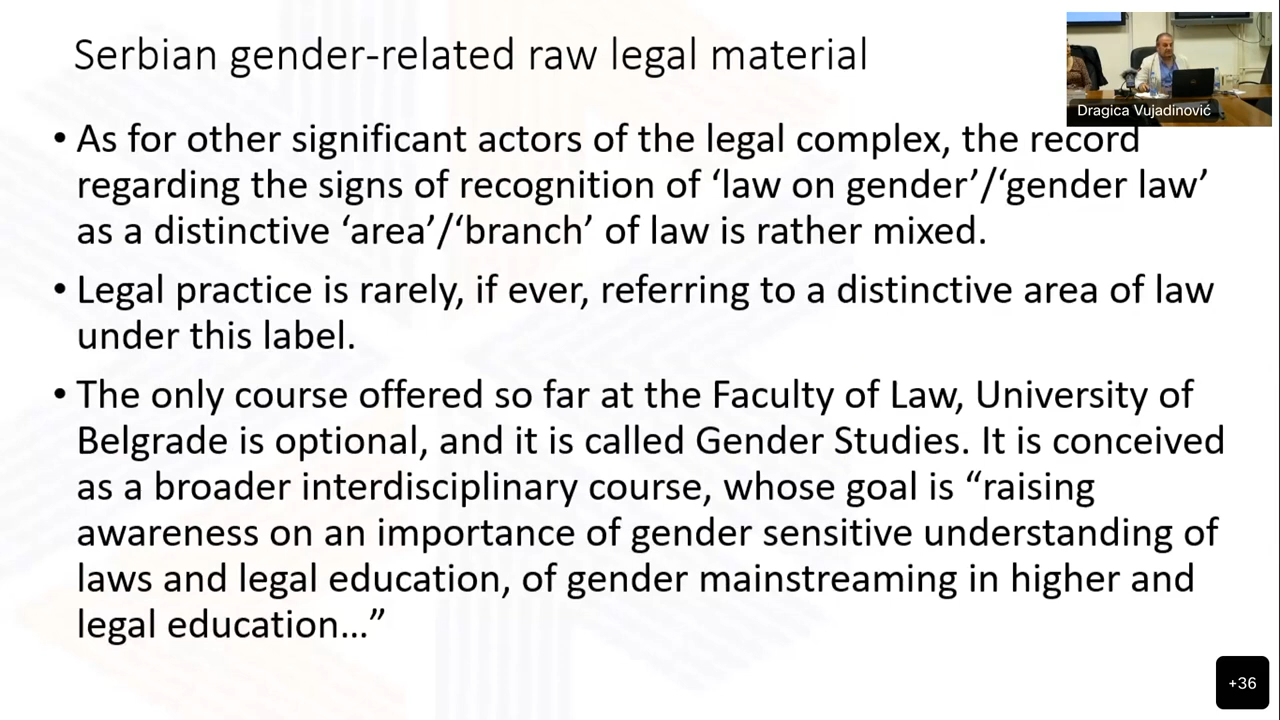 Serbian gender-related raw legal material
Dragica Vujadinović
• As for other significant actors of the legal complex, the record
regarding the signs of recognition of ‘law on gender’/‘gender law’
as a distinctive ‘area’/‘branch’ of law is rather mixed.
• Legal practice is rarely, if ever, referring to a distinctive area of law
under this label.
• The only course offered so far at the Faculty of Law, University of
Belgrade is optional, and it is called Gender Studies. It is conceived
as a broader interdisciplinary course, whose goal is “raising
awareness on an importance of gender sensitive understanding of
laws and legal education, of gender mainstreaming in higher and
legal education…”
+36